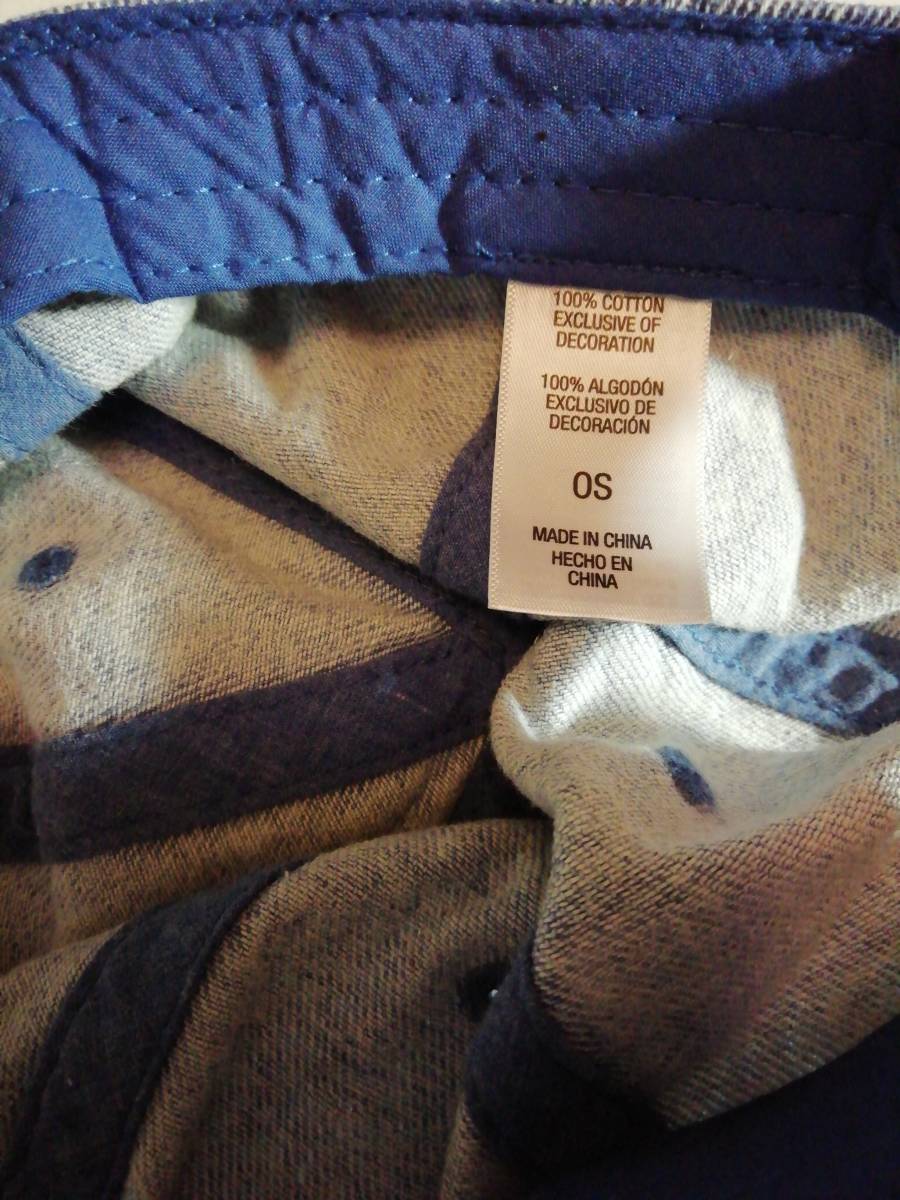 100% COTTON
EXCLUSIVE OF
DECORATION
100% ALGODÓN
EXCLUSIVO DE
DECORACIÓN
OS
MADE IN CHINA
HECHO EN
CHINA